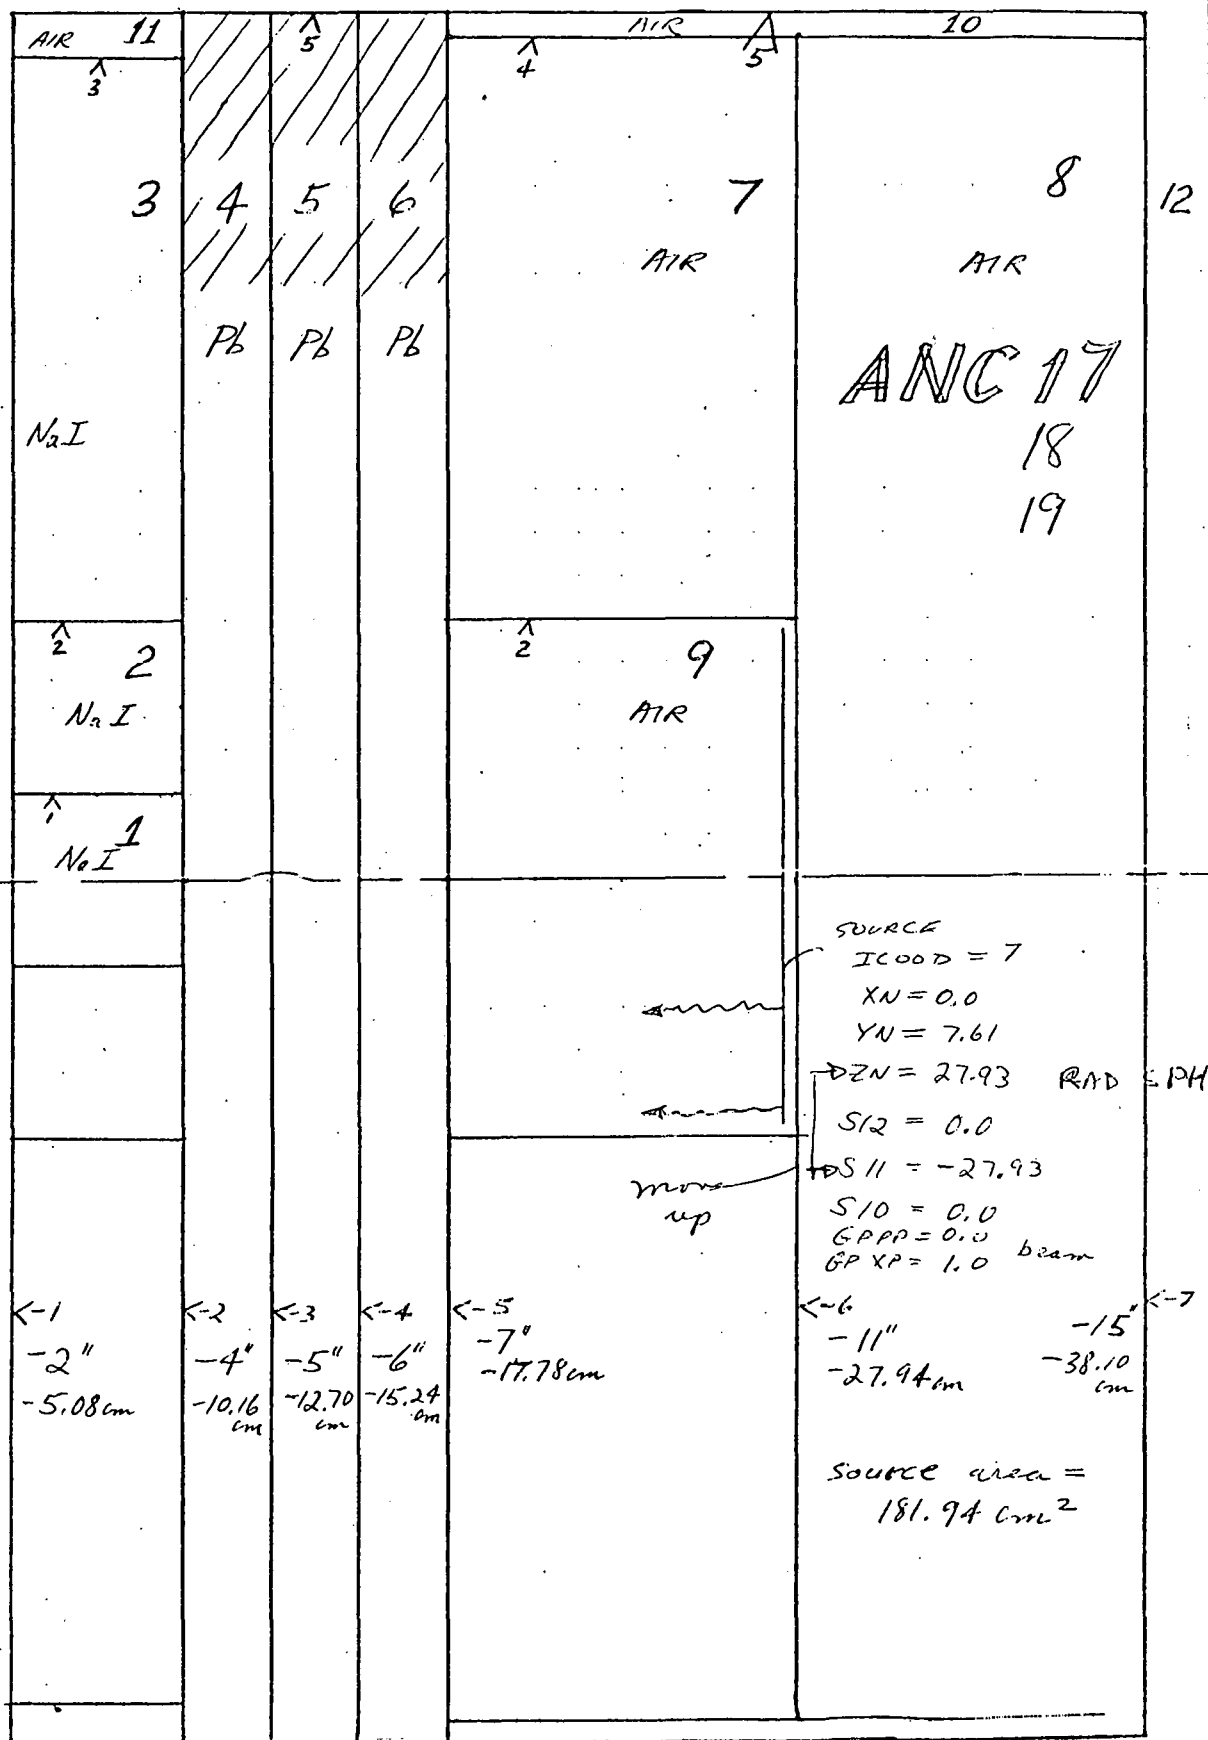 AIR 11
5
AIR
10
3
4
5
3
4
5
6
7
8
12
AIR
AIR
Pb
Pb
Pb
ANC 17
18
19
NaI
2
2
2
9
NaI
AIR
1
1
NaI
SOURCE
ICOOD = 7
XN = 0.0
YN = 7.61
ZN = 27.93 RAD SPH
S12 = 0.0
S11 = -27.93
move
up
S10 = 0.0
GPPP = 0.0
GPXP = 1.0 beam
<-1
<-2
<-3
<-4
<-5
<-6
<-7
-2"
-4"
-5"
-6"
-7"
-11"
-15"
-5.08cm
-10.16
cm
-12.70
cm
-15.24
cm
-17.78cm
-27.94cm
-38.10
cm
source area =
181.94 cm²